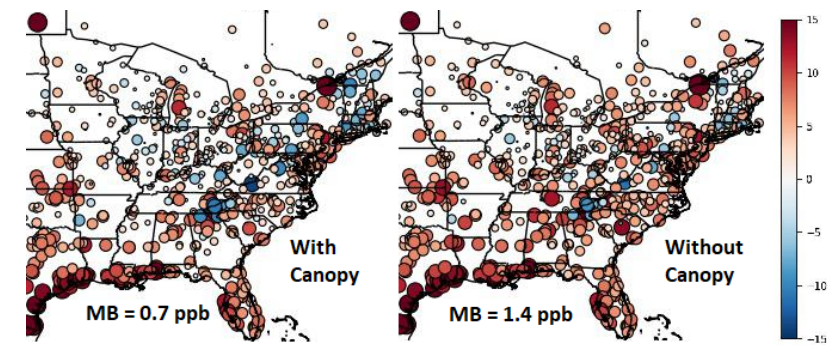 With
Canopy
MB = 0.7 ppb
Without
Canopy
MB = 1.4 ppb
15
10
5
0
−5
−10
−15